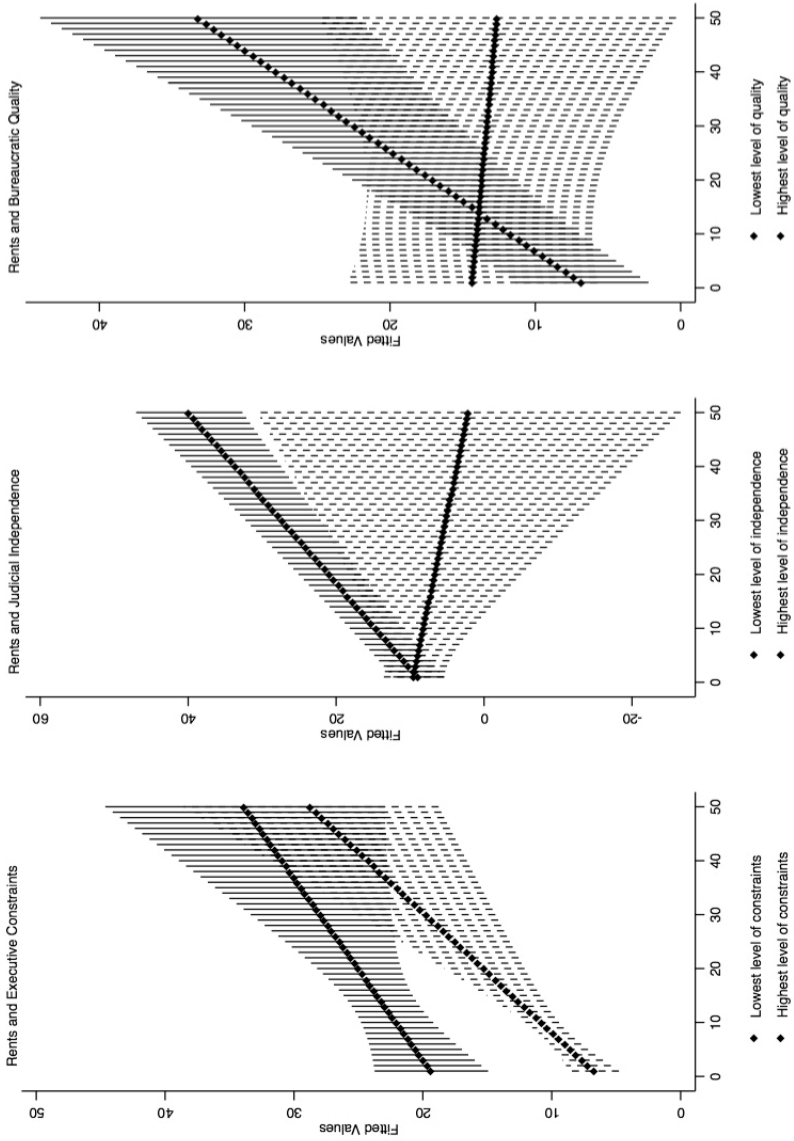 Rents and Executive Constraints
Fitted Values
50
40
30
20
10
0
0 10 20 30 40 50
Lowest level of constraints
Highest level of constraints
Rents and Judicial Independence
Fitted Values
60
40
20
0
-20
0 10 20 30 40 50
Lowest level of independence
Highest level of independence
Rents and Bureaucratic Quality
Fitted Values
40
30
20
10
0
0 10 20 30 40 50
Lowest level of quality
Highest level of quality